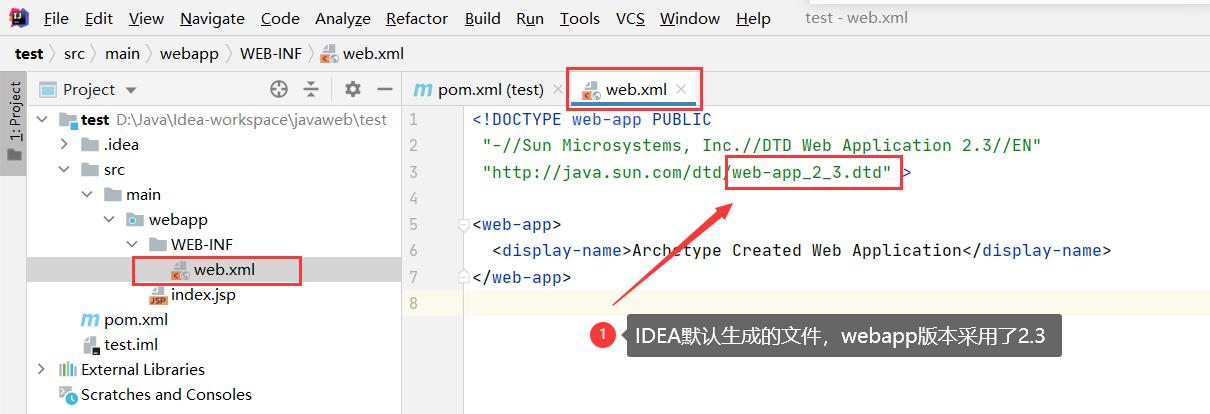 File Edit View Navigate Code Analyze Refactor Build Run Tools VCS Window Help test - web.xml
test src main webapp WEB-INF web.xml
1: Project
Project
pom.xml (test) web.xml
test D:\Java\Idea-workspace\javaweb\test
.idea
src
main
webapp
WEB-INF
web.xml
index.jsp
pom.xml
test.iml
External Libraries
Scratches and Consoles
1 <!DOCTYPE web-app PUBLIC
2 "-//Sun Microsystems, Inc.//DTD Web Application 2.3//EN"
3 "http://java.sun.com/dtd/web-app_2_3.dtd" >
4
5 <web-app>
6 <display-name>Archetype Created Web Application</display-name>
7 </web-app>
8
1 IDEA默认生成的文件，webapp版本采用了2.3